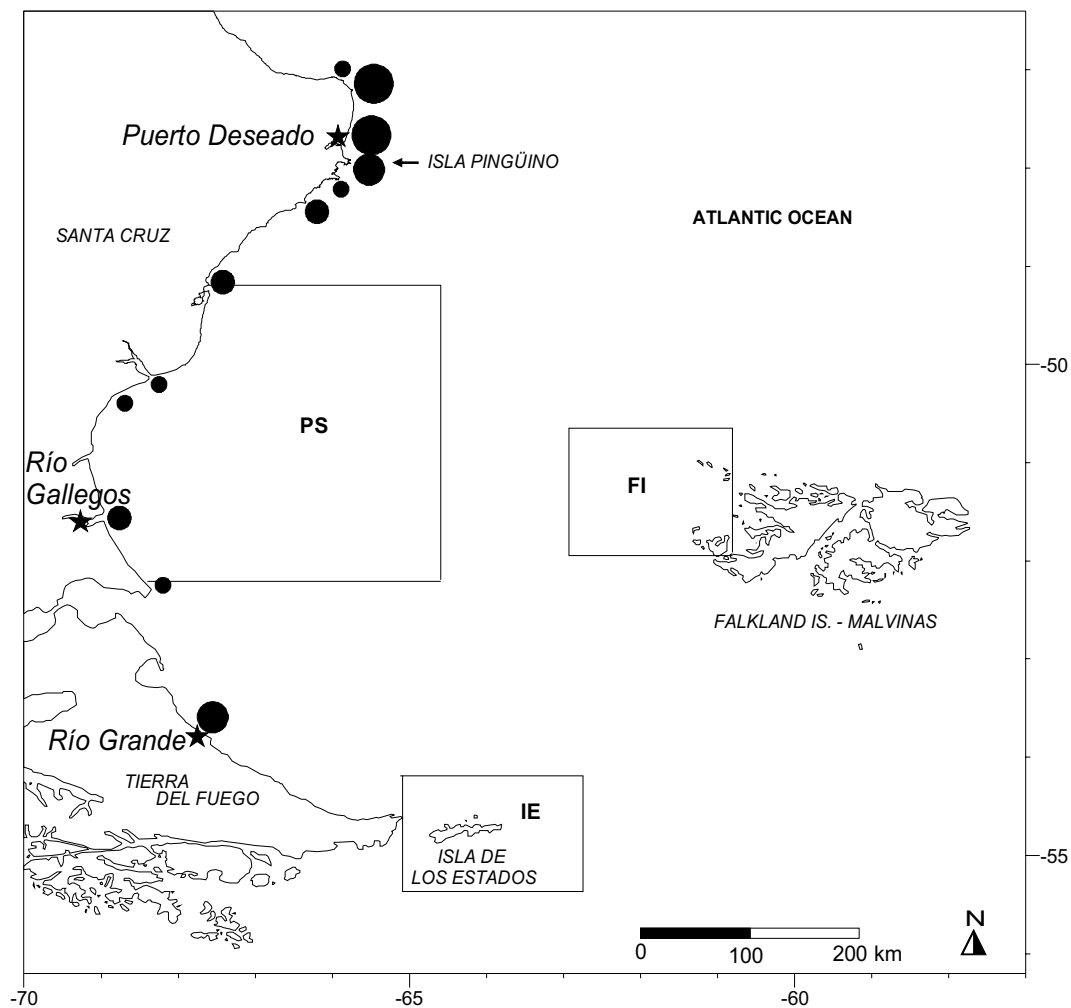 Puerto Deseado
ISLA PINGÜINO
ATLANTIC OCEAN
SANTA CRUZ
-50
PS
Río
Gallegos
FI
FALKLAND IS. - MALVINAS
Río Grande
TIERRA
DEL FUEGO
IE
ISLA DE
LOS ESTADOS
-55
N
0 100 200 km
-70 -65 -60